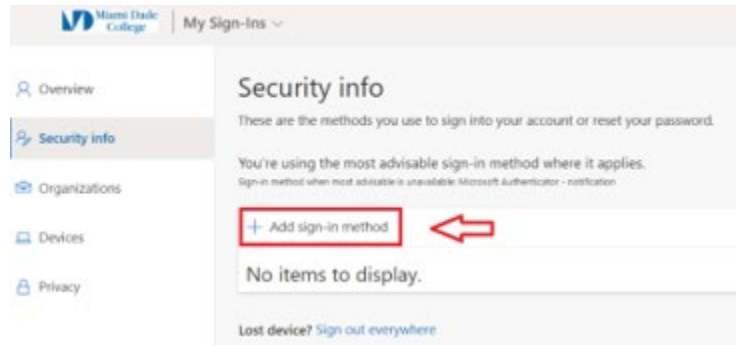 Miami Dade
College
My Sign-Ins
Overview
Security info
Organizations
Devices
Privacy
Security info
These are the methods you use to sign into your account or reset your password.
You're using the most advisable sign-in method where it applies.
Sign-in method when most advisable is unavailable: Microsoft Authenticator - notification
+ Add sign-in method
No items to display.
Lost device? Sign out everywhere